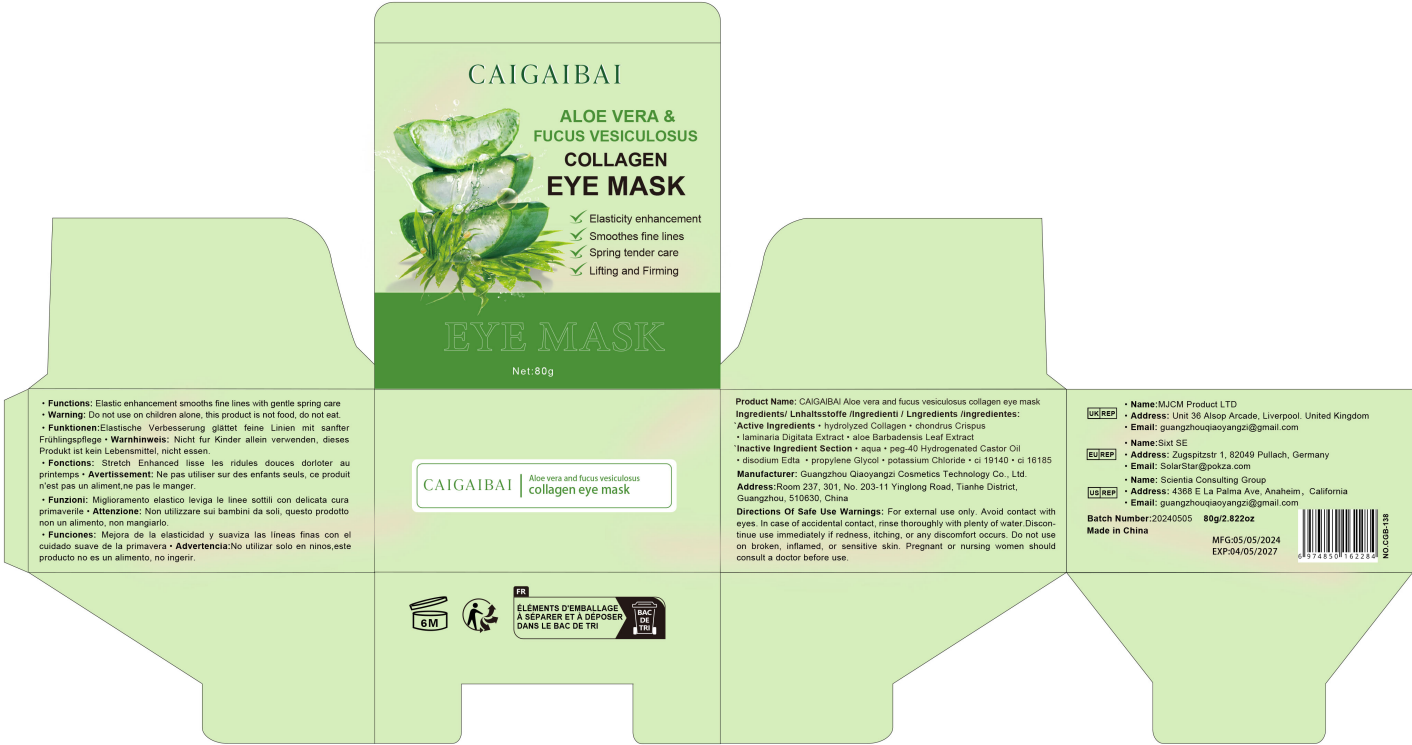 CAIGAIBAI
ALOE VERA &
FUCUS VESICULOSUS
COLLAGEN
EYE MASK
Elasticity enhancement
Smoothes fine lines
Spring tender care
Lifting and Firming
EYE MASK
Net:80g
• Functions: Elastic enhancement smooths fine lines with gentle spring care
• Warning: Do not use on children alone, this product is not food, do not eat.
• Funktionen:Elastische Verbesserung glättet feine Linien mit sanfter
Frühlingspflege • Warnhinweis: Nicht fur Kinder allein verwenden, dieses
Produkt ist kein Lebensmittel, nicht essen.
• Fonctions: Stretch Enhanced lisse les ridules douces dorloter au
printemps • Avertissement: Ne pas utiliser sur des enfants seuls, ce produit
n'est pas un aliment,ne pas le manger.
• Funzioni: Miglioramento elastico leviga le linee sottili con delicata cura
primaverile • Attenzione: Non utilizzare sui bambini da soli, questo prodotto
non un alimento, non mangiarlo.
• Funciones: Mejora de la elasticidad y suaviza las líneas finas con el
cuidado suave de la primavera • Advertencia:No utilizar solo en ninos,este
producto no es un alimento, no ingerir.
CAIGAIBAI
Aloe vera and fucus vesiculosus
collagen eye mask
Product Name: CAIGAIBAI Aloe vera and fucus vesiculosus collagen eye mask
Ingredients/ Lnhaltsstoffe /Ingredienti / Lngredients /ingredientes:
*Active Ingredients • hydrolyzed Collagen • chondrus Crispus
• laminaria Digitata Extract • aloe Barbadensis Leaf Extract
*Inactive Ingredient Section • aqua • peg-40 Hydrogenated Castor Oil
• disodium Edta • propylene Glycol • potassium Chloride • ci 19140 • ci 16185
Manufacturer: Guangzhou Qiaoyangzi Cosmetics Technology Co., Ltd.
Address:Room 237, 301, No. 203-11 Yinglong Road, Tianhe District,
Guangzhou, 510630, China
Directions Of Safe Use Warnings: For external use only. Avoid contact with
eyes. In case of accidental contact, rinse thoroughly with plenty of water.Discon-
tinue use immediately if redness, itching, or any discomfort occurs. Do not use
on broken, inflamed, or sensitive skin. Pregnant or nursing women should
consult a doctor before use.
UK REP
• Name:MJCM Product LTD
• Address: Unit 36 Alsop Arcade, Liverpool. United Kingdom
• Email: guangzhouqiaoyangzi@gmail.com
EU REP
• Name:Sixt SE
• Address: Zugspitzstr 1, 82049 Pullach, Germany
• Email: SolarStar@pokza.com
US REP
• Name: Scientia Consulting Group
• Address: 4368 E La Palma Ave, Anaheim, California
• Email: guangzhouqiaoyangzi@gmail.com
Batch Number:20240505 80g/2.822oz
Made in China
MFG:05/05/2024
EXP:04/05/2027
6 974850 162284
NO.CGB-138
6M
FR
ÉLÉMENTS D'EMBALLAGE
À SÉPARER ET À DÉPOSER
DANS LE BAC DE TRI
BAC
DE
TRI